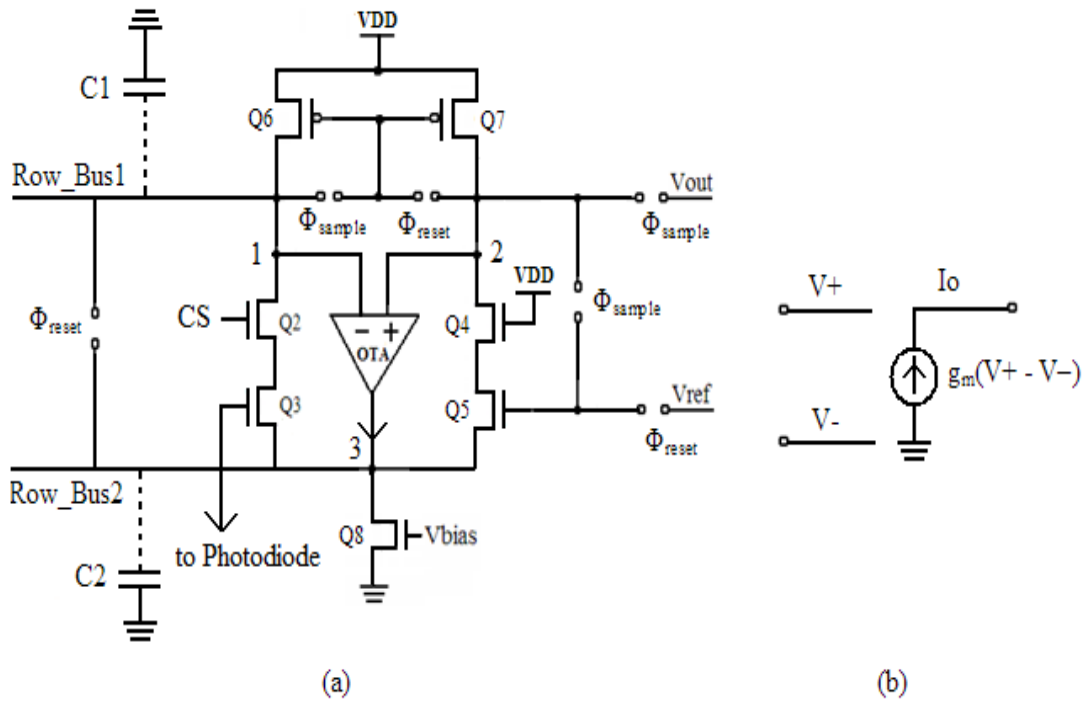 VDD
C1
Q6
Q7
Row_Bus1
Φsample
Φreset
Vout
Φsample
1
2
VDD
Φreset
CS
Q2
− +
OTA
Q4
Φsample
V+
Io
gm(V+ - V−)
Q3
Q5
Vref
Φreset
V-
3
Row_Bus2
Q8
Vbias
to Photodiode
C2
(a)
(b)